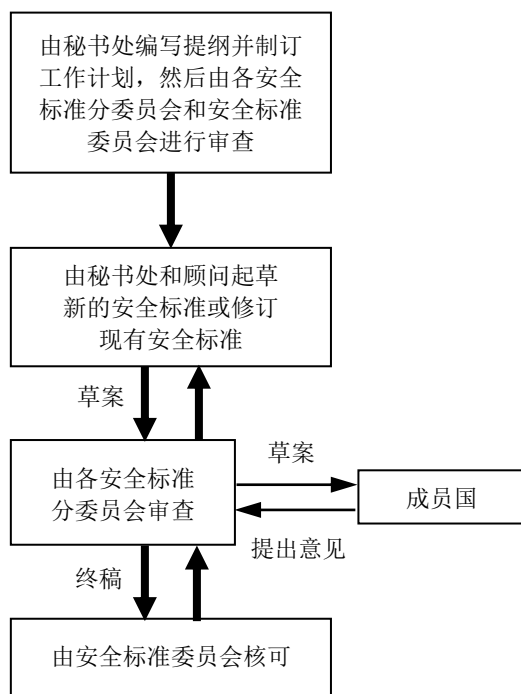 由秘书处编写提纲并制订
工作计划，然后由各安全
标准分委员会和安全标准
委员会进行审查
由秘书处和顾问起草
新的安全标准或修订
现有安全标准
草案
由各安全标准
分委员会审查
草案
成员国
提出意见
终稿
由安全标准委员会核可